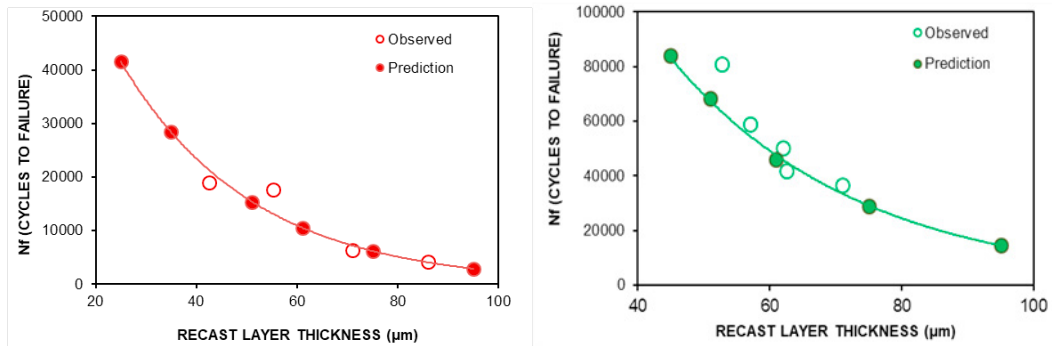 50000
40000
30000
20000
10000
0
Nf (CYCLES TO FAILURE)
Observed
Prediction
20
40
60
80
100
RECAST LAYER THICKNESS (µm)
100000
80000
60000
40000
20000
0
Nf (CYCLES TO FAILURE)
Observed
Prediction
40
60
80
100
RECAST LAYER THICKNESS (µm)